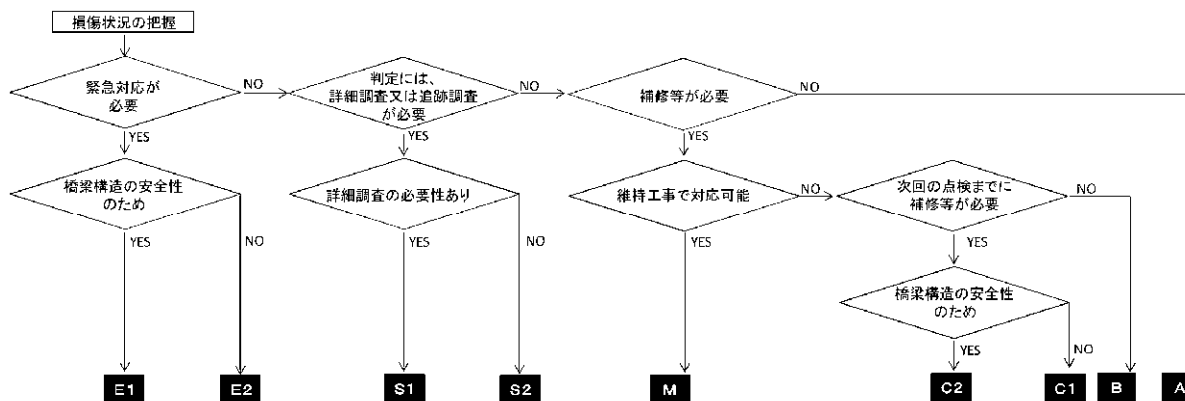 損傷状況の把握
緊急対応が
必要
NO
判定には、
詳細調査又は追跡調査
が必要
NO
補修等が必要
NO
YES
YES
YES
橋梁構造の安全性
のため
詳細調査の必要性あり
維持工事で対応可能
NO
次回の点検までに
補修等が必要
YES
NO
YES
NO
YES
YES
NO
橋梁構造の安全性
のため
YES
NO
E1
E2
S1
S2
M
C2
C1
B
A